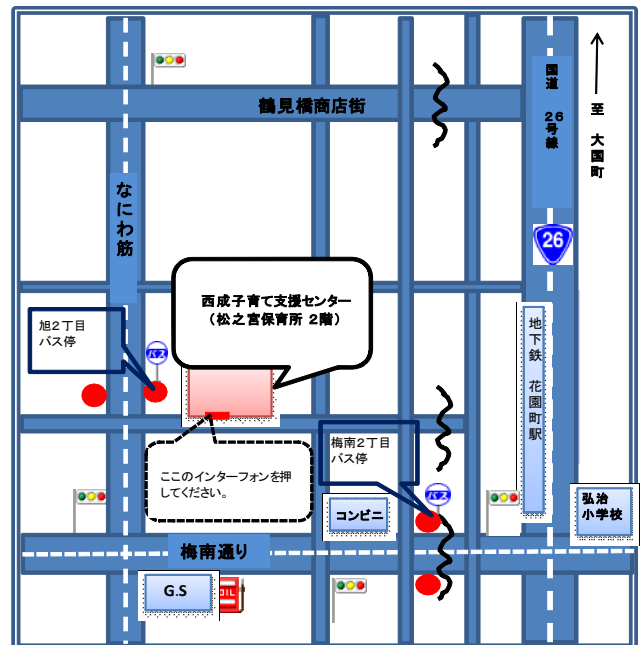 鶴見橋商店街
国道 26号線
至 大国町
なにわ筋
26
西成子育て支援センター
(松之宮保育所 2階)
旭2丁目
バス停
バス
地下鉄 花園町駅
ここのインターフォンを押
してください。
梅南2丁目
バス停
バス
コンビニ
弘治
小学校
梅南通り
G.S
OIL